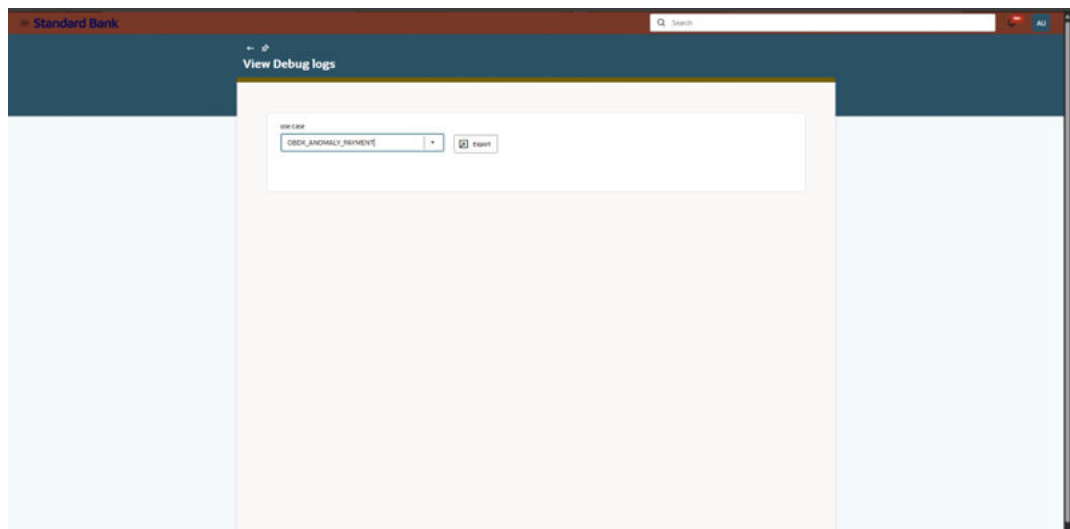 Standard Bank
Search
AU
View Debug logs
Use Case
OBDX_ANOMALY_PAYMENT
Export